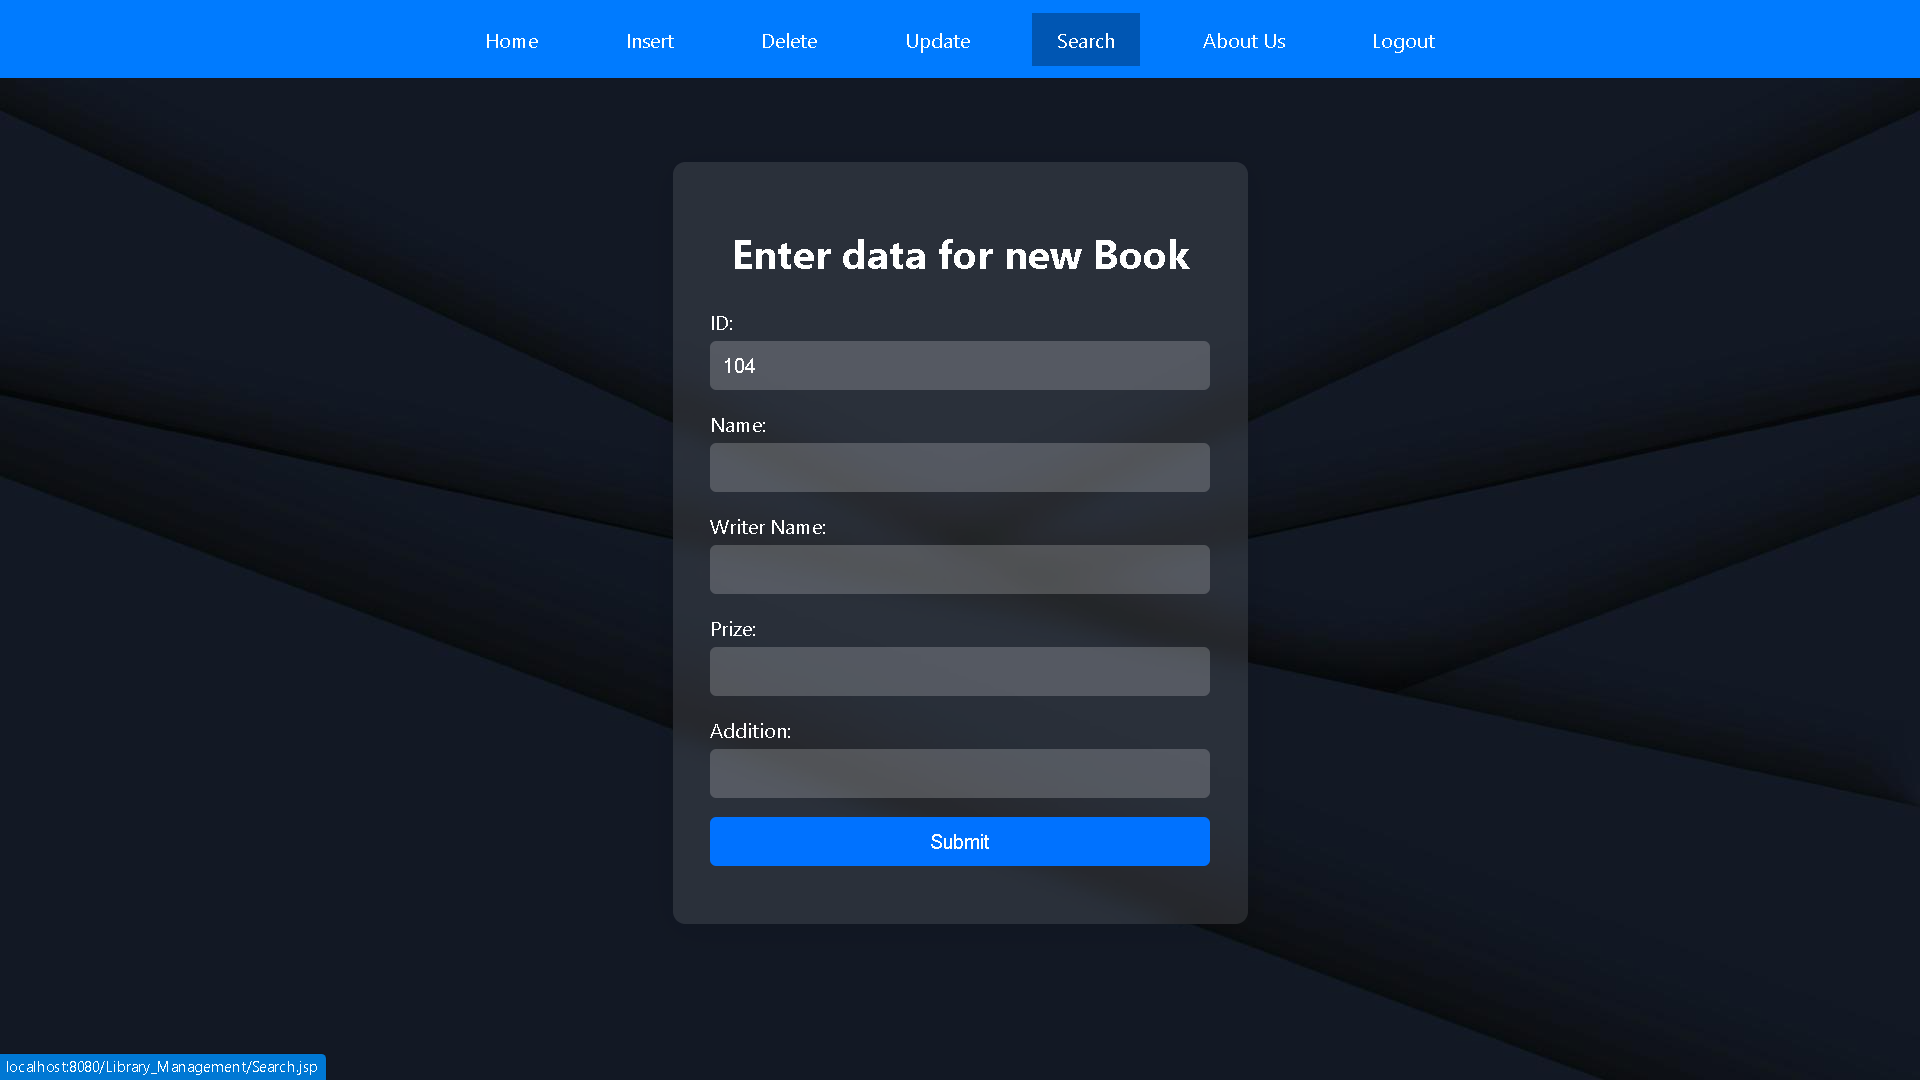 Home Insert Delete Update Search About Us Logout
Enter data for new Book
ID:
104
Name:
Writer Name:
Prize:
Addition:
Submit
localhost:8080/Library_Management/Search.jsp